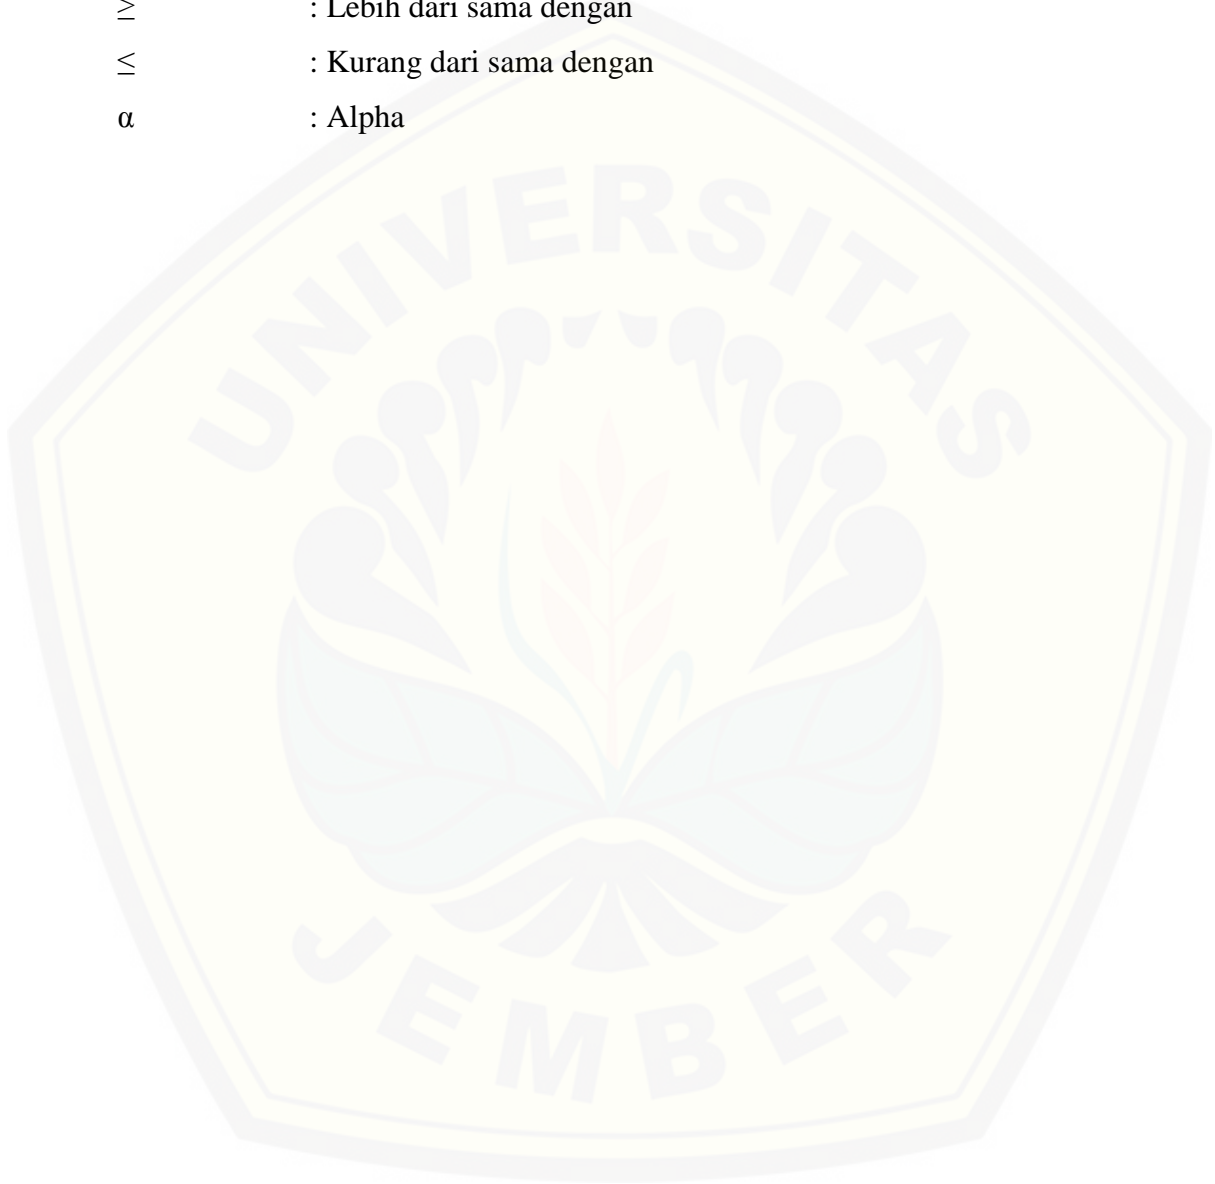 ≥ : Lebih dari sama dengan
≤ : Kurang dari sama dengan
α : Alpha
UNIVERSITAS
JEMBER